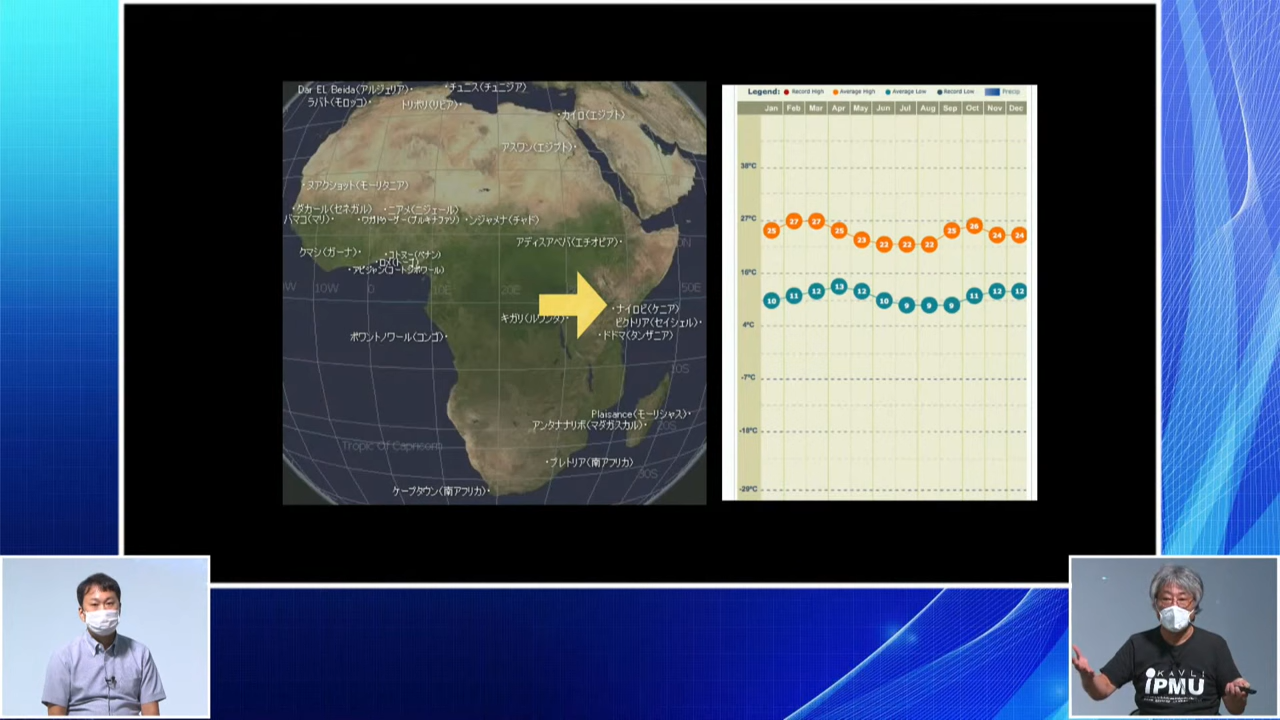 Dar EL Beida(アルジェリア)
チュニス(チュニジア)
ラバト(モロッコ)
トリポリ(リビア)
カイロ(エジプト)
アスワン(エジプト)
ヌアクショット(モーリタニア)
ダカール(セネガル)
ニアメ(ニジェール)
バマコ(マリ)
ワガドゥーグー(ブルキナファソ)
ンジャメナ(チャド)
アディスアベバ(エチオピア)
クマシ(ガーナ)
コトヌー(ベナン)
ロメ(トーゴ)
アビジャン(コートジボワール)
10W
0
10E
20E
50E
ナイロビ(ケニア)
キガリ(ルワンダ)
ビクトリア(セイシェル)
ポワントノワール(コンゴ)
ドドマ(タンザニア)
10S
Plaisance(モーリシャス)
アンタナナリボ(マダガスカル)
20S
Tropic Of Capricorn
プレトリア(南アフリカ)
30S
ケープタウン(南アフリカ)
Legend: Record High Average High Average Low Record Low Precip
Jan Feb Mar Apr May Jun Jul Aug Sep Oct Nov Dec
38°C
27°C
25 27 27 25 23 22 22 22 25 26 24 24
16°C
10 11 12 13 12 10 9 9 9 11 12 12
4°C
-7°C
-18°C
-29°C
KAVLI
iPMU